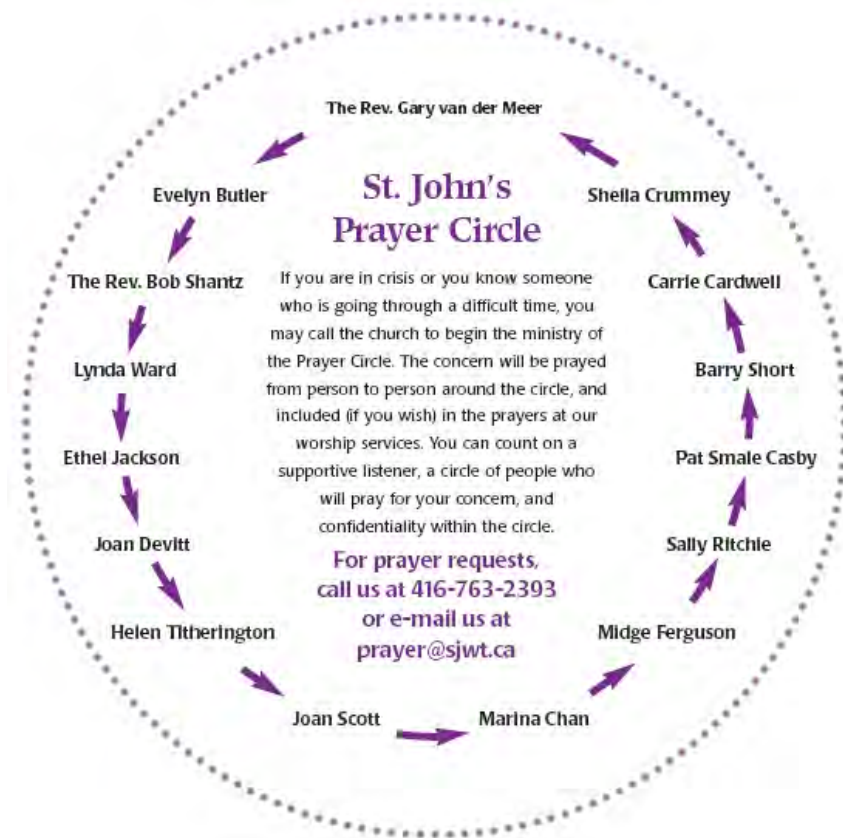 The Rev. Gary van der Meer
Evelyn Butler
The Rev. Bob Shantz
Lynda Ward
Ethel Jackson
Joan Devitt
Helen Titherington
Joan Scott
Marina Chan
Midge Ferguson
Sally Ritchie
Pat Smale Casby
Barry Short
Carrie Cardwell
Sheila Crummey
St. John's
Prayer Circle
If you are in crisis or you know someone
who is going through a difficult time, you
may call the church to begin the ministry of
the Prayer Circle. The concern will be prayed
from person to person around the circle, and
included (if you wish) in the prayers at our
worship services. You can count on a
supportive listener, a circle of people who
will pray for your concern, and
confidentiality within the circle.
For prayer requests,
call us at 416-763-2393
or e-mail us at
prayer@sjwt.ca